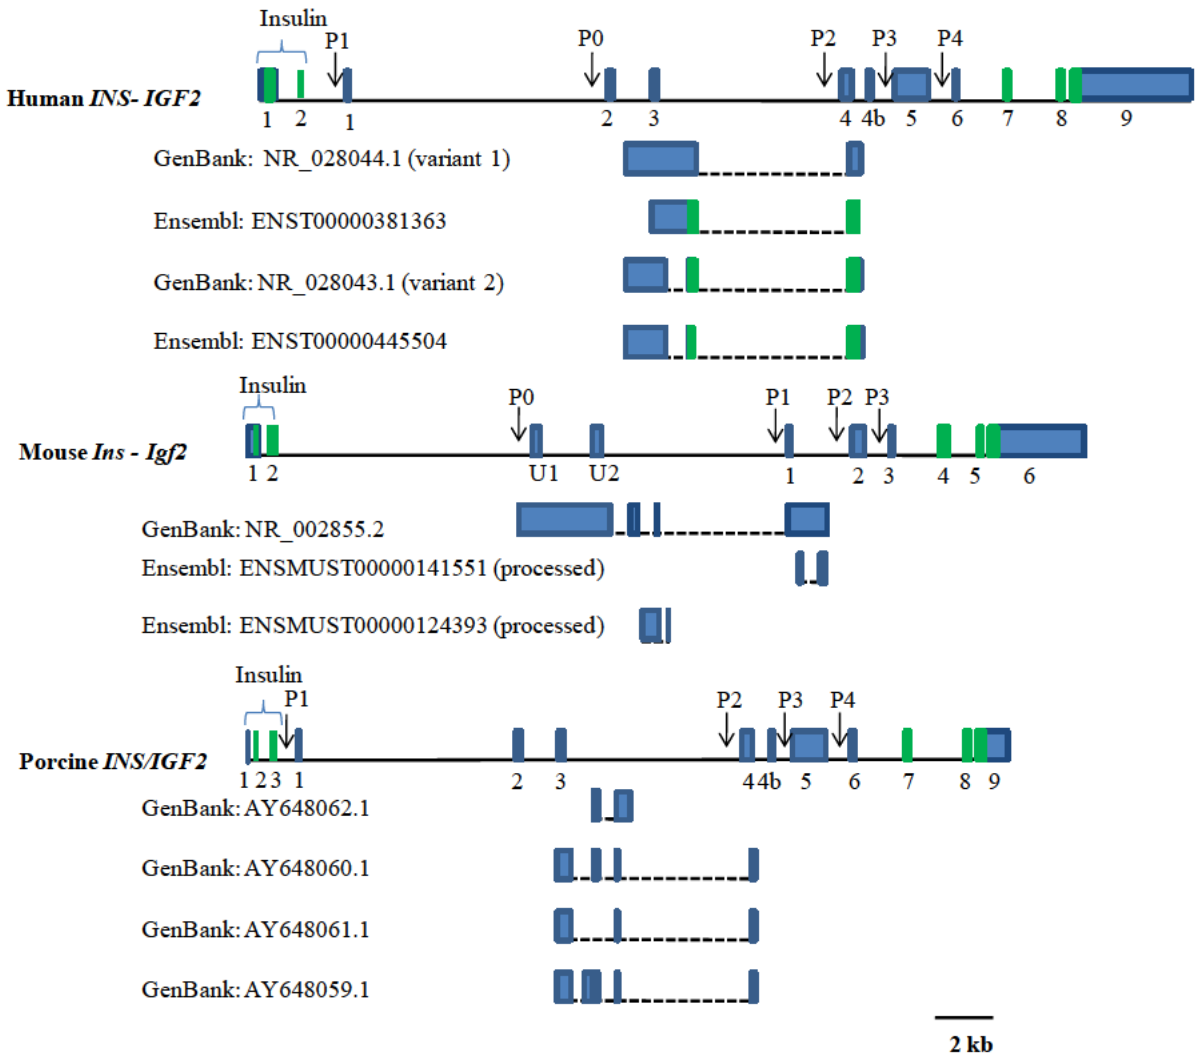 Insulin
P1 P0 P2 P3 P4
Human INS- IGF2
1 2 1 2 3 4 4b 5 6 7 8 9
GenBank: NR_028044.1 (variant 1)
Ensembl: ENST00000381363
GenBank: NR_028043.1 (variant 2)
Ensembl: ENST00000445504
Insulin
P0 P1 P2 P3
Mouse Ins - Igf2
1 2 U1 U2 1 2 3 4 5 6
GenBank: NR_002855.2
Ensembl: ENSMUST00000141551 (processed)
Ensembl: ENSMUST00000124393 (processed)
Insulin
P1 P2 P3 P4
Porcine INS/IGF2
1 2 3 1 2 3 4 4b 5 6 7 8 9
GenBank: AY648062.1
GenBank: AY648060.1
GenBank: AY648061.1
GenBank: AY648059.1
2 kb